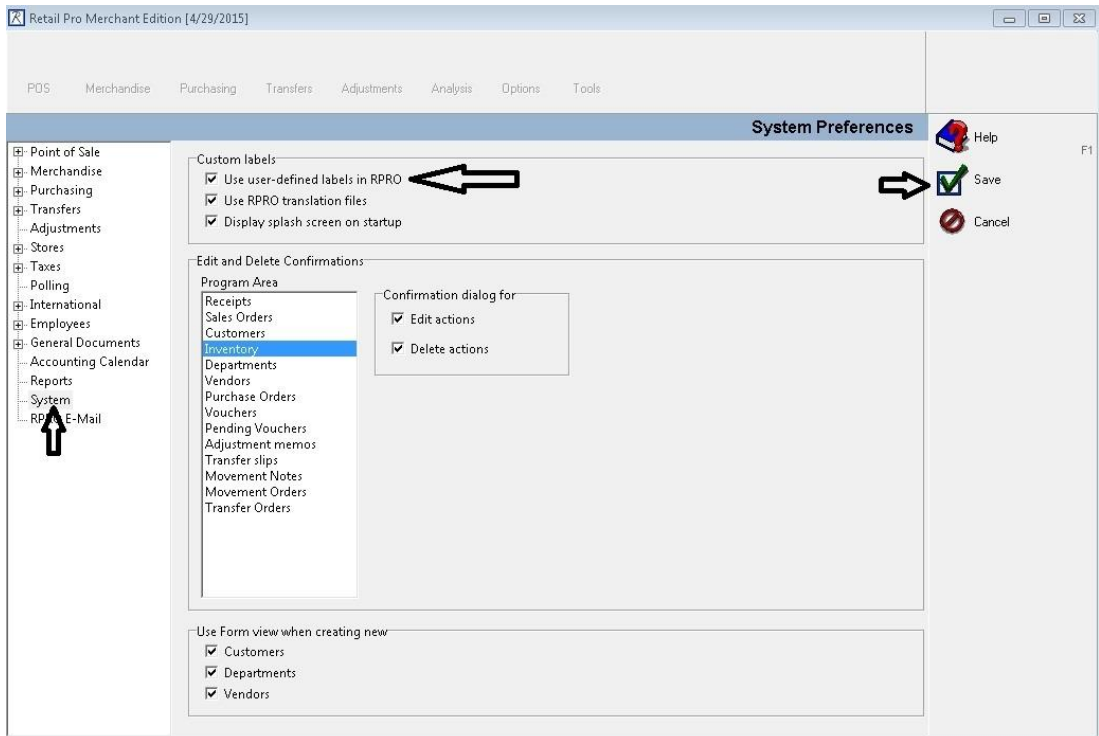 Retail Pro Merchant Edition [4/29/2015]
POS Merchandise Purchasing Transfers Adjustments Analysis Options Tools
System Preferences
Point of Sale
Merchandise
Purchasing
Transfers
Adjustments
Stores
Taxes
Polling
International
Employees
General Documents
Accounting Calendar
Reports
System
E-Mail
Custom labels
Use user-defined labels in RPRO
Use RPRO translation files
Display splash screen on startup
Edit and Delete Confirmations
Program Area
Receipts
Sales Orders
Customers
Inventory
Departments
Vendors
Purchase Orders
Vouchers
Pending Vouchers
Adjustment memos
Transfer slips
Movement Notes
Movement Orders
Transfer Orders
Confirmation dialog for
Edit actions
Delete actions
Use Form view when creating new
Customers
Departments
Vendors
Help
F1
Save
Cancel